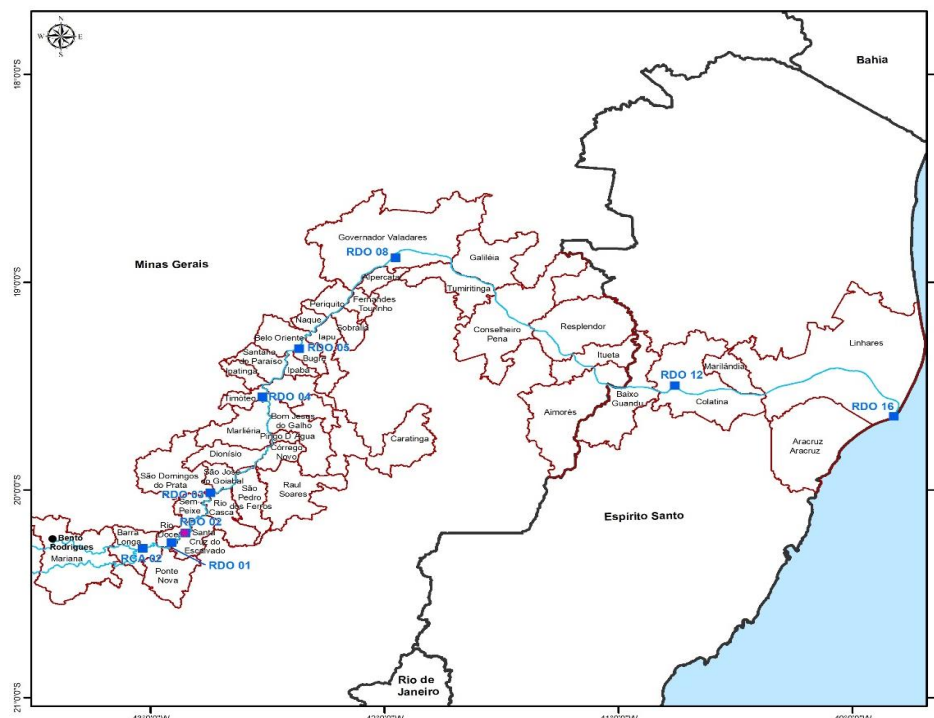 N
W
E
S
Bahia
18°0'0"S
Governador Valadares
RDO 08
Galiléia
Minas Gerais
Alpercata
19°0'0"S
Tumiritinga
Periquito
Fernandes
Tourinho
Naque
Sobrália
Resplendor
Conselheiro
Pena
Belo Oriente
Iapu
RDO 05
Linhares
Santana
do Paraíso
Bugre
Itueta
Marilândia
Ipatinga
Ipaba
RDO 12
Timóteo
RDO 04
Baixo
Guandu
Colatina
Aimorés
RDO 16
Bom Jesus
do Galho
Marliéria
Pingo D'Água
Caratinga
Aracruz
Aracruz
Córrego
Novo
Dionísio
São Domingos
do Prata
São José
do Goiabal
20°0'0"S
RDO 03
São
Pedro
dos Ferros
Raul
Soares
Sem
Peixe
Rio
Casca
Espirito Santo
RDO 02
Barra
Longa
Rio
Doce
Santa
Cruz do
Escalvado
Bento
Rodrigues
Mariana
RCA 02
RDO 01
Ponte
Nova
Rio de
Janeiro
21°0'0"S